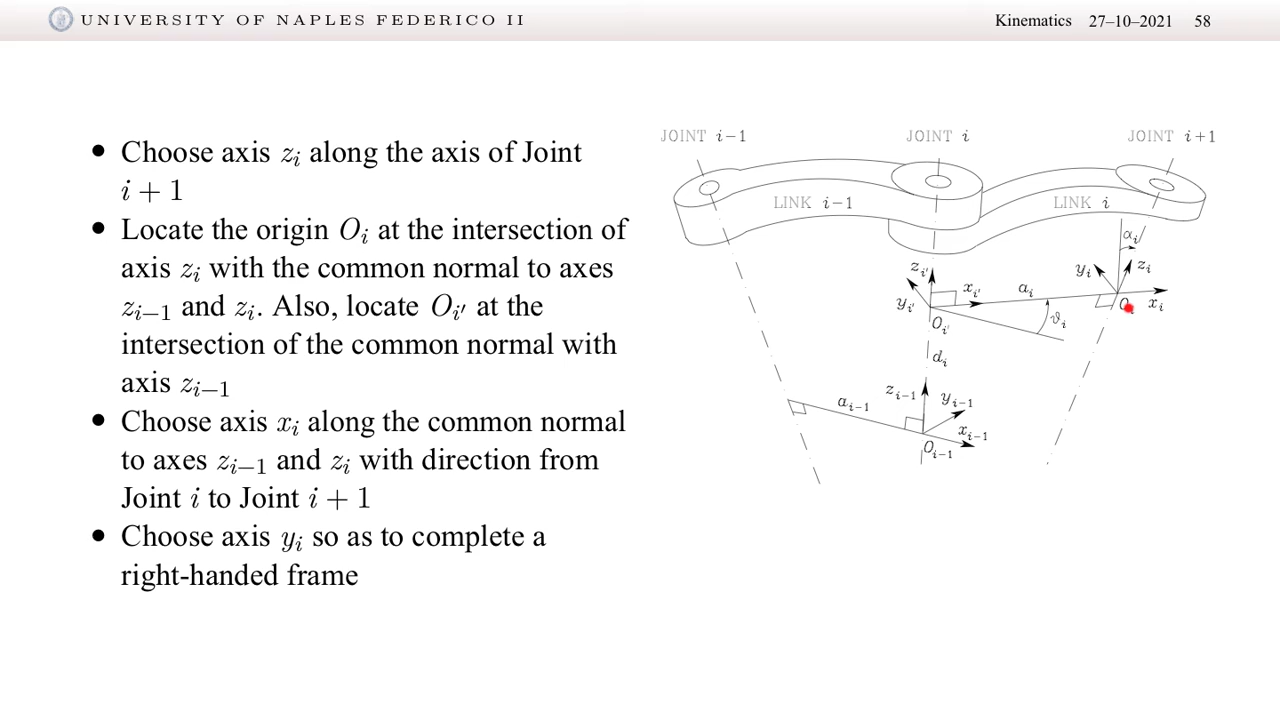 UNIVERSITY OF NAPLES FEDERICO II
Kinematics 27–10–2021 58
• Choose axis zᵢ along the axis of Joint
i + 1
• Locate the origin Oᵢ at the intersection of
axis zᵢ with the common normal to axes
zᵢ₋₁ and zᵢ. Also, locate Oᵢ′ at the
intersection of the common normal with
axis zᵢ₋₁
• Choose axis xᵢ along the common normal
to axes zᵢ₋₁ and zᵢ with direction from
Joint i to Joint i + 1
• Choose axis yᵢ so as to complete a
right-handed frame
JOINT i−1
JOINT i
JOINT i+1
LINK i−1
LINK i
αᵢ
zᵢ′
yᵢ
zᵢ
xᵢ′
aᵢ
yᵢ′
xᵢ
Oᵢ′
ϑᵢ
dᵢ
zᵢ₋₁
yᵢ₋₁
aᵢ₋₁
xᵢ₋₁
Oᵢ₋₁